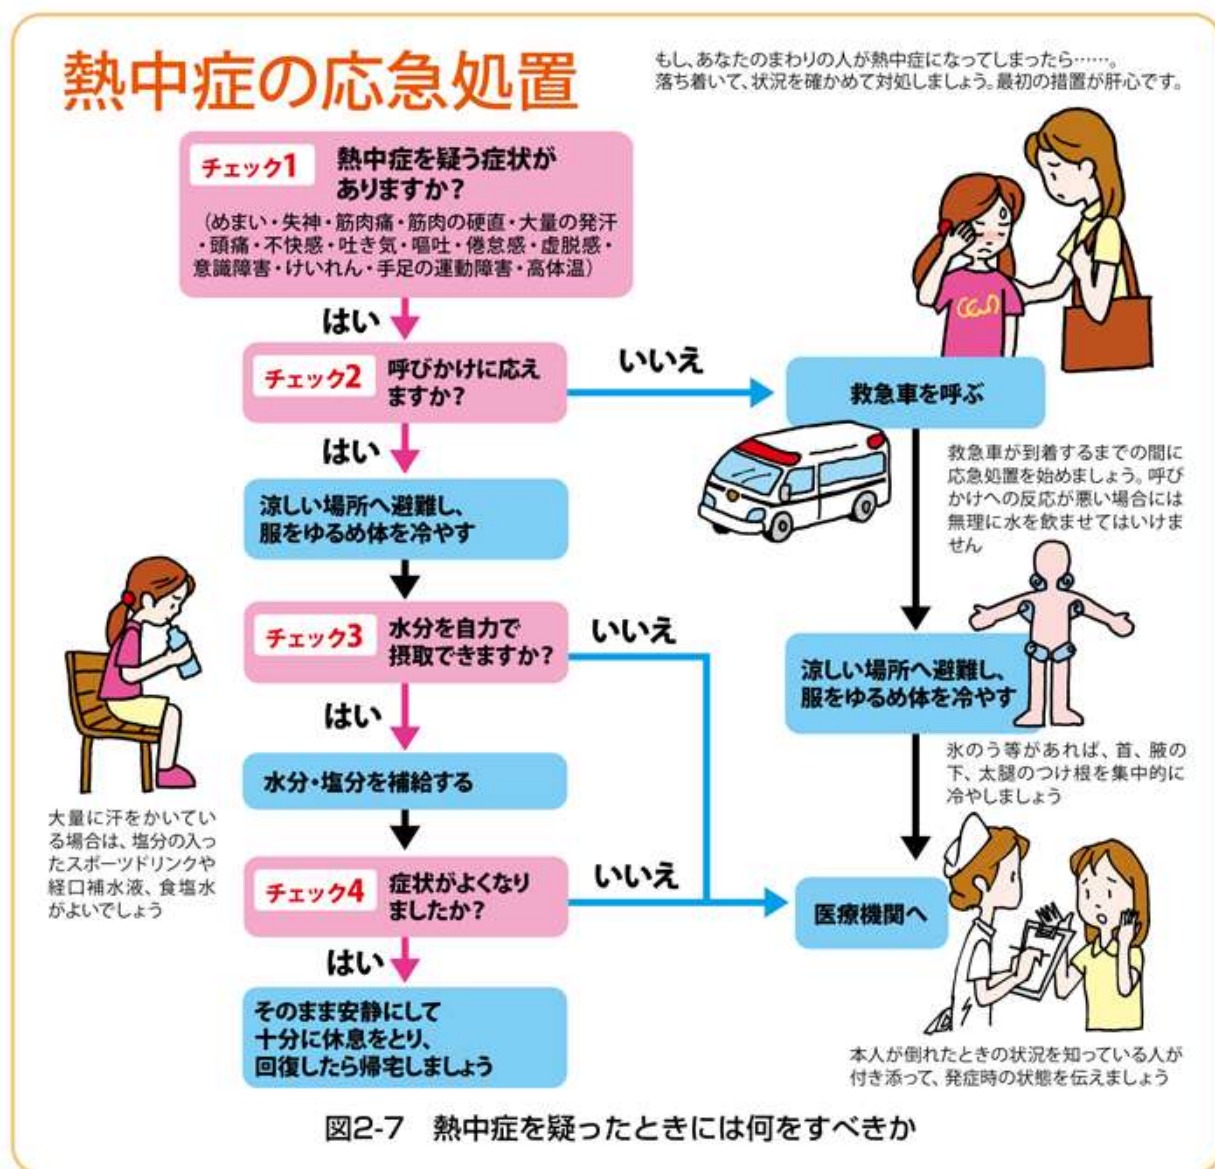 熱中症の応急処置
もし、あなたのまわりの人が熱中症になってしまったら……。
落ち着いて、状況を確かめて対処しましょう。最初の措置が肝心です。
チェック1
熱中症を疑う症状が
ありますか?
(めまい・失神・筋肉痛・筋肉の硬直・大量の発汗
・頭痛・不快感・吐き気・嘔吐・倦怠感・虚脱感・
意識障害・けいれん・手足の運動障害・高体温)
はい
チェック2
呼びかけに応え
ますか?
いいえ
救急車を呼ぶ
はい
救急車が到着するまでの間に
応急処置を始めましょう。呼び
かけへの反応が悪い場合には
無理に水を飲ませてはいけま
せん
涼しい場所へ避難し、
服をゆるめ体を冷やす
チェック3
水分を自力で
摂取できますか?
いいえ
涼しい場所へ避難し、
服をゆるめ体を冷やす
はい
氷のう等があれば、首、腋の
下、太腿のつけ根を集中的に
冷やしましょう
水分・塩分を補給する
大量に汗をかいてい
る場合は、塩分の入っ
たスポーツドリンクや
経口補水液、食塩水
がよいでしょう
チェック4
症状がよくなり
ましたか?
いいえ
医療機関へ
はい
そのまま安静にして
十分に休息をとり、
回復したら帰宅しましょう
本人が倒れたときの状況を知っている人が
付き添って、発症時の状態を伝えましょう
図2-7 熱中症を疑ったときには何をすべきか